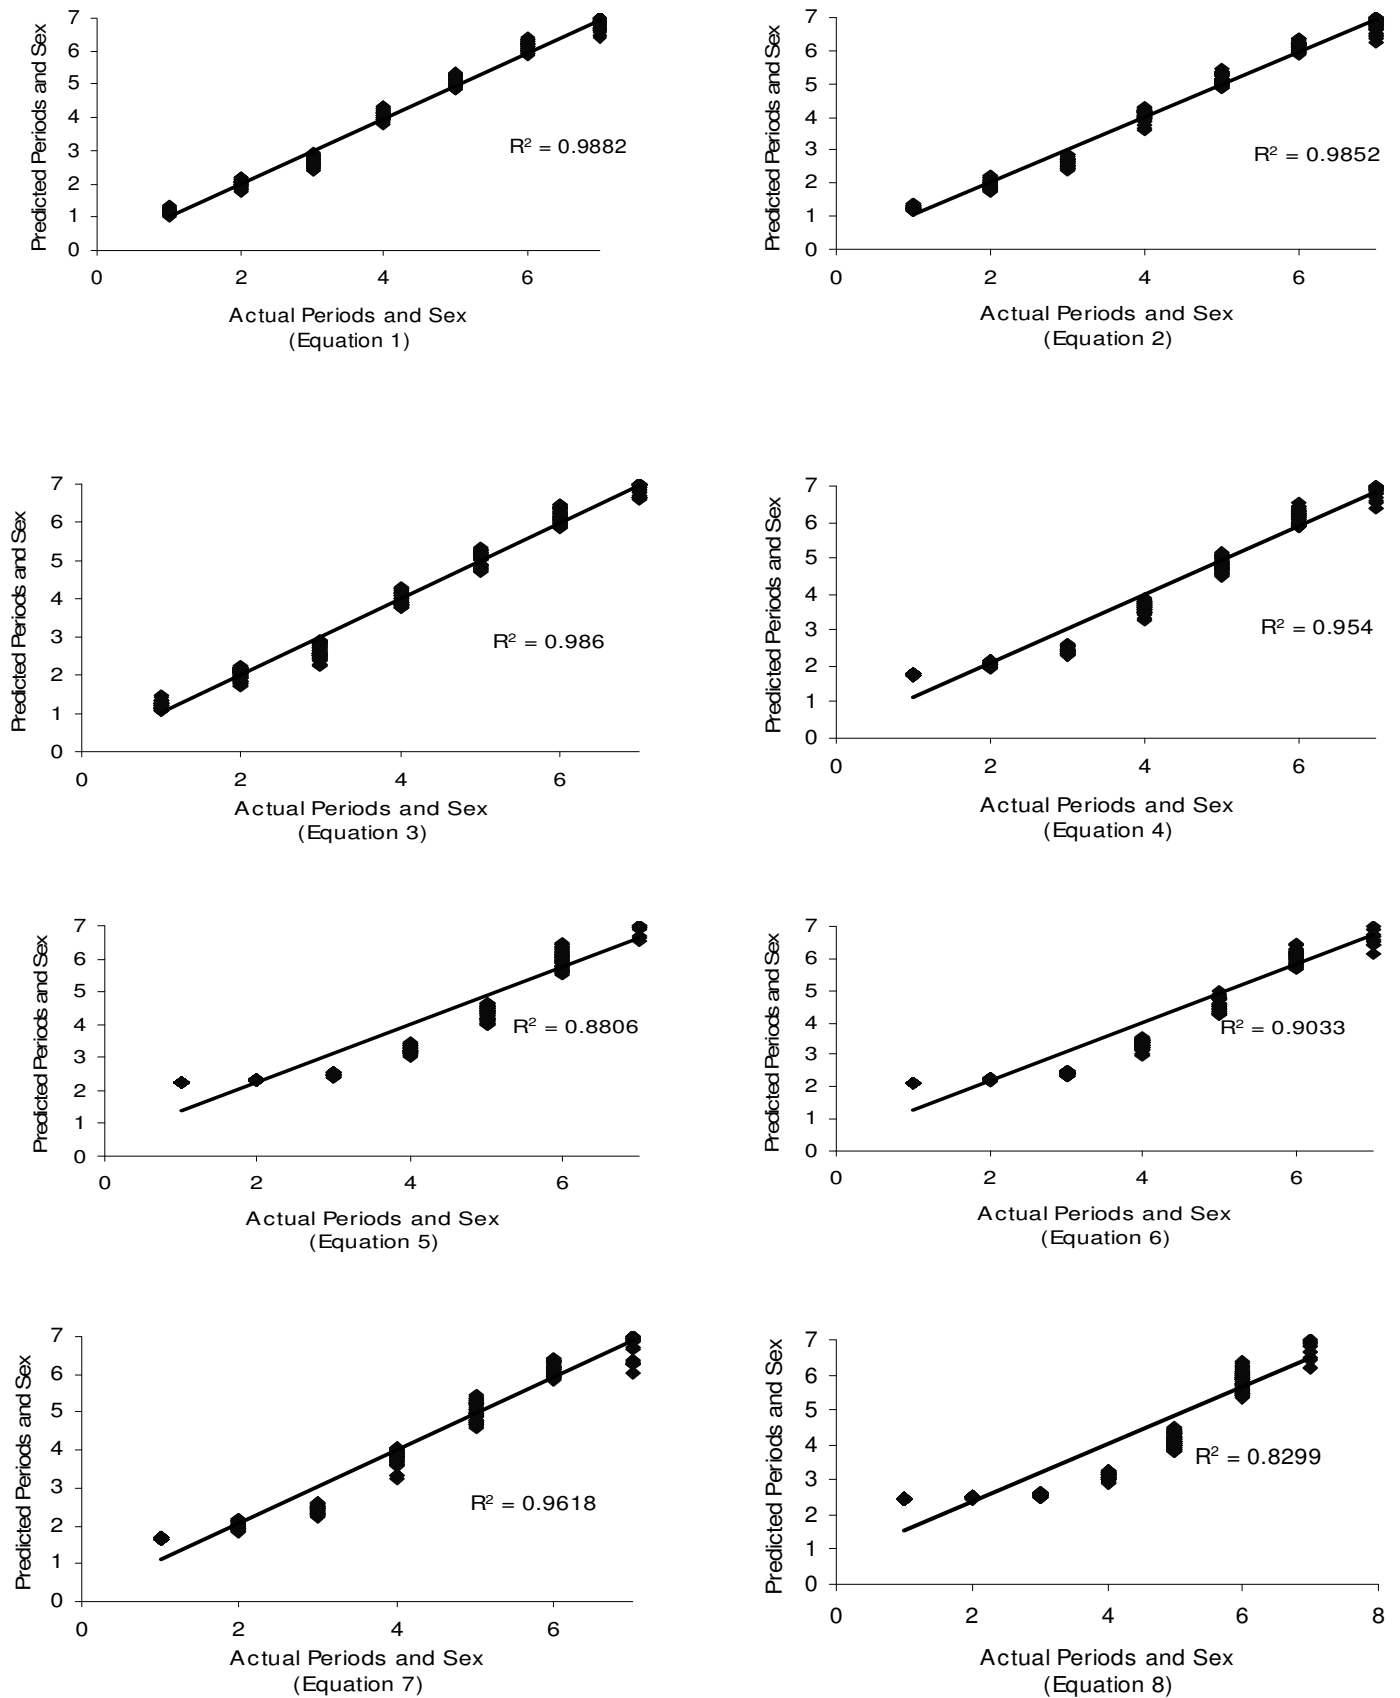 Predicted Periods and Sex
7
6
5
4
3
2
1
0
R² = 0.9882
0 2 4 6
Actual Periods and Sex
(Equation 1)
Predicted Periods and Sex
7
6
5
4
3
2
1
0
R² = 0.9852
0 2 4 6
Actual Periods and Sex
(Equation 2)
Predicted Periods and Sex
7
6
5
4
3
2
1
0
R² = 0.986
0 2 4 6
Actual Periods and Sex
(Equation 3)
Predicted Periods and Sex
7
6
5
4
3
2
1
0
R² = 0.954
0 2 4 6
Actual Periods and Sex
(Equation 4)
Predicted Periods and Sex
7
6
5
4
3
2
1
0
R² = 0.8806
0 2 4 6
Actual Periods and Sex
(Equation 5)
Predicted Periods and Sex
7
6
5
4
3
2
1
0
R² = 0.9033
0 2 4 6
Actual Periods and Sex
(Equation 6)
Predicted Periods and Sex
7
6
5
4
3
2
1
0
R² = 0.9618
0 2 4 6
Actual Periods and Sex
(Equation 7)
Predicted Periods and Sex
7
6
5
4
3
2
1
0
R² = 0.8299
0 2 4 6 8
Actual Periods and Sex
(Equation 8)